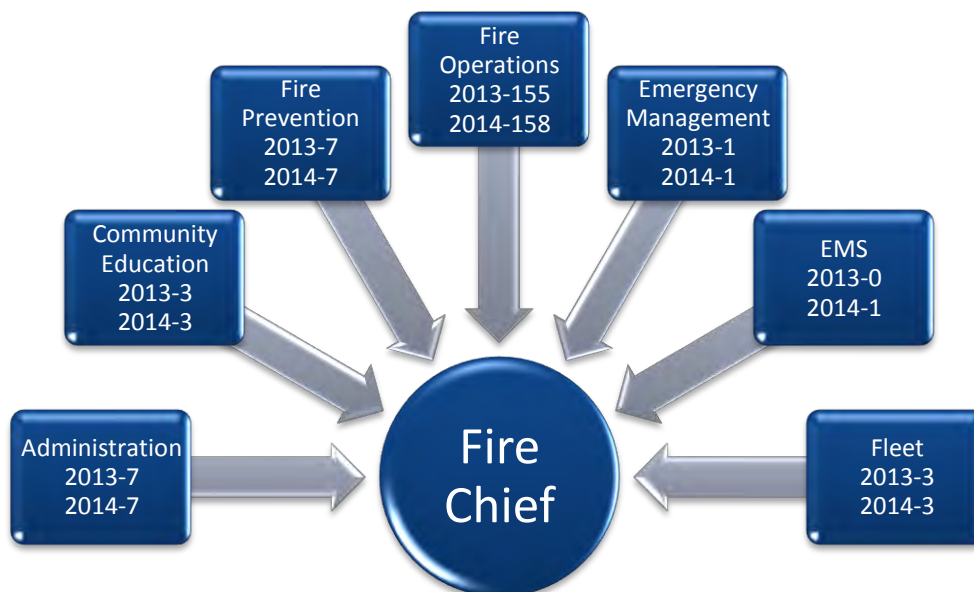 Fire
Operations
2013-155
2014-158
Fire
Prevention
2013-7
2014-7
Emergency
Management
2013-1
2014-1
Community
Education
2013-3
2014-3
EMS
2013-0
2014-1
Administration
2013-7
2014-7
Fire
Chief
Fleet
2013-3
2014-3